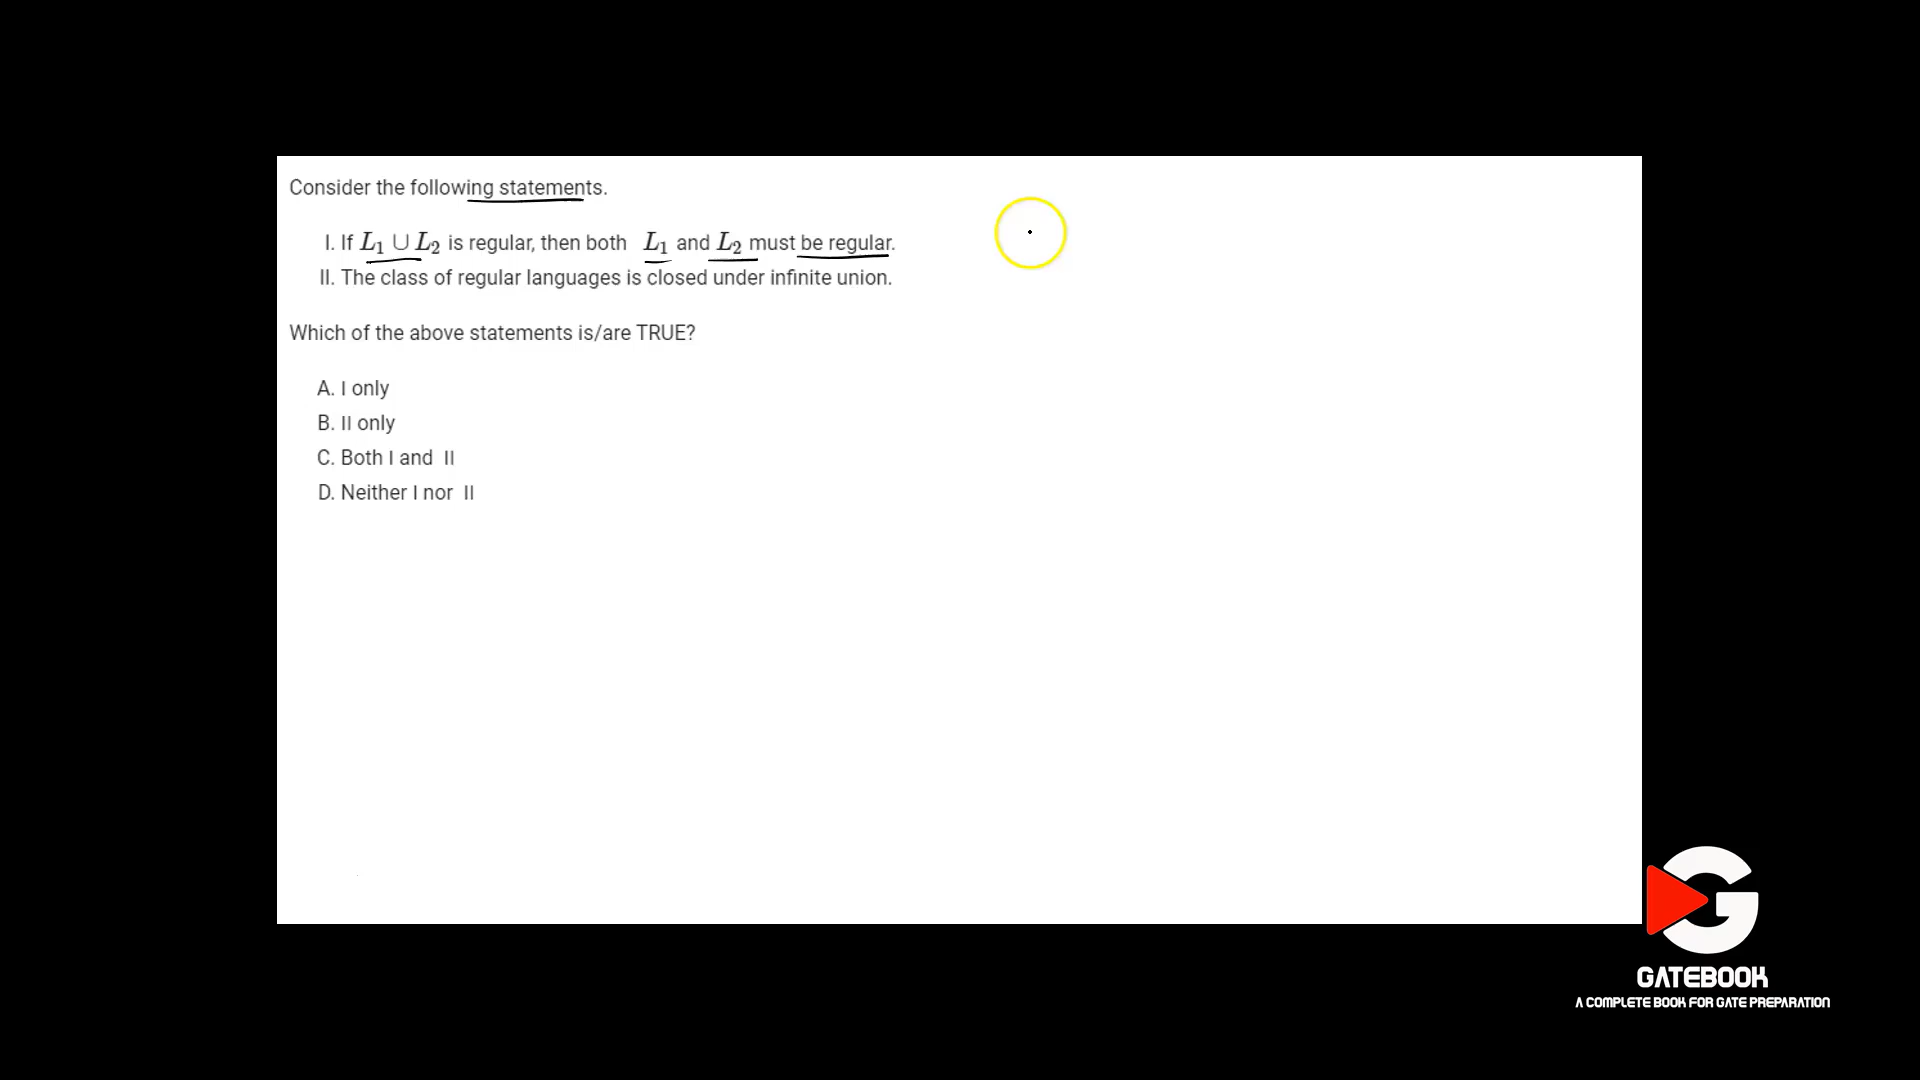 Consider the following statements.
I. If L₁ ∪ L₂ is regular, then both L₁ and L₂ must be regular.
II. The class of regular languages is closed under infinite union.
Which of the above statements is/are TRUE?
A. I only
B. II only
C. Both I and II
D. Neither I nor II
GATEBOOK
A COMPLETE BOOK FOR GATE PREPARATION